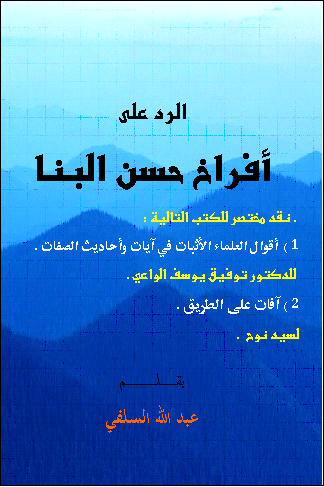 الرد على
أفراخ حسن البنا
. نقد مختصر للكتب التالية :
1 ) أقوال العلماء الأثبات في آيات وأحاديث الصفات .
للدكتور توفيق يوسف الواعي .
2 ) آفات على الطريق .
لسيد نوح .
بقلم
عبد الله السلفي